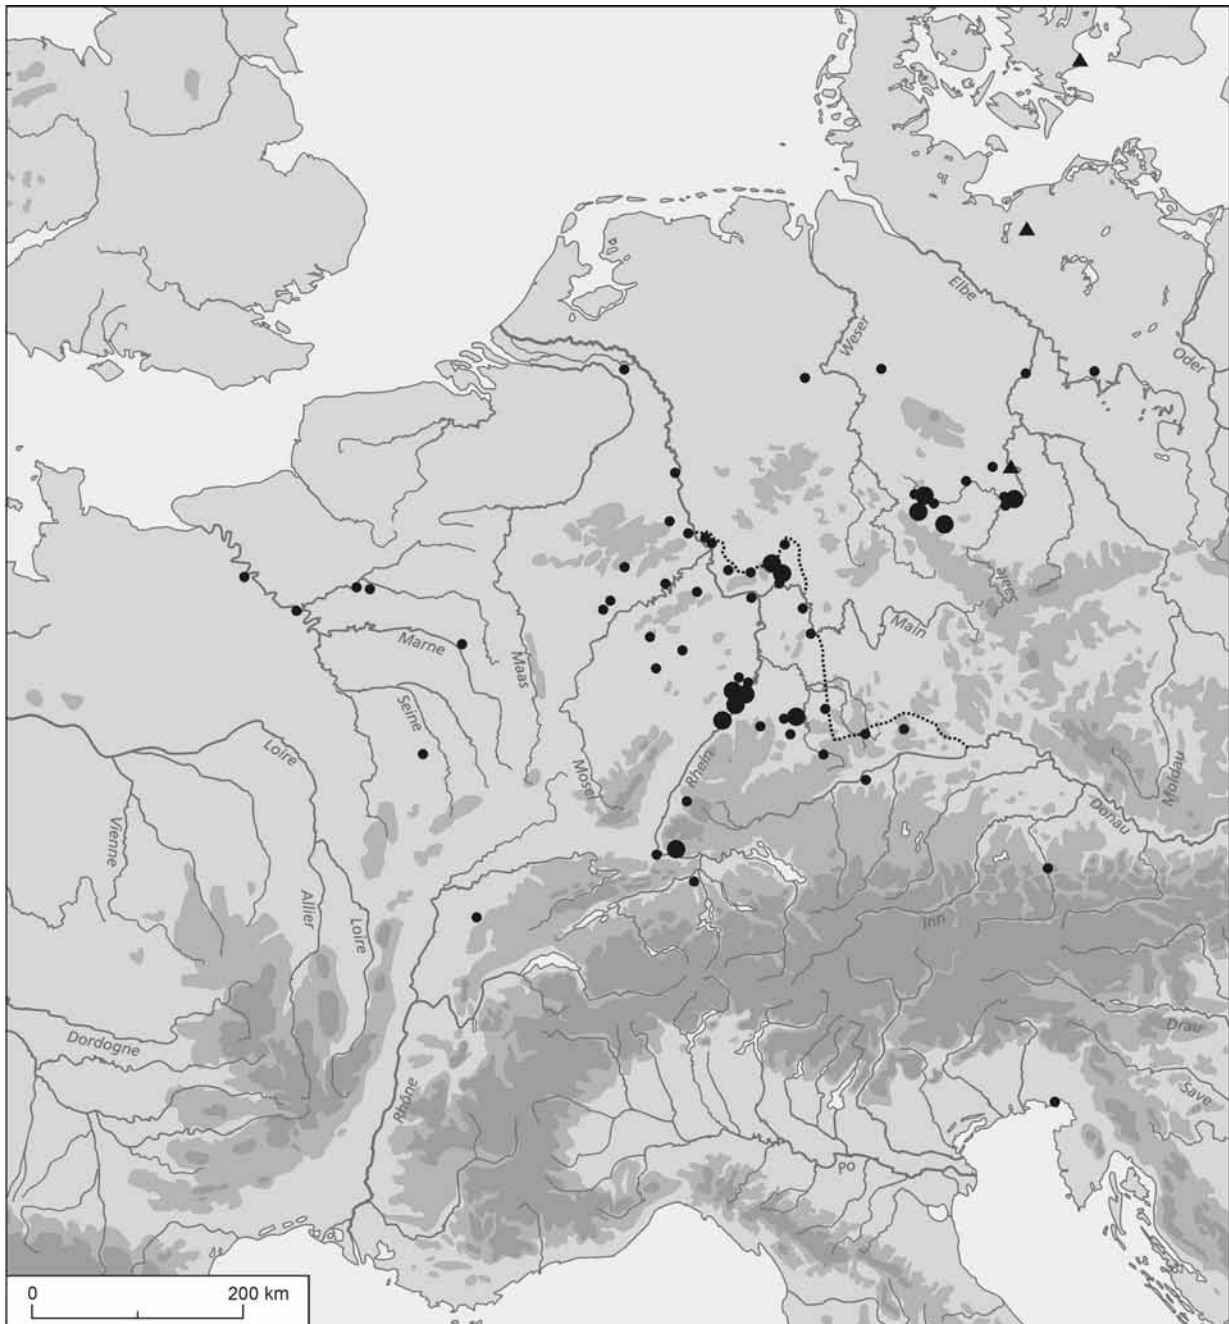 Elbe
Weser
Oder
Saale
Main
Marne
Maas
Seine
Loire
Rhein
Mosel
Moldau
Donau
Vienne
Allier
Loire
Inn
Dordogne
Drau
Rhône
Save
PO
0 200 km